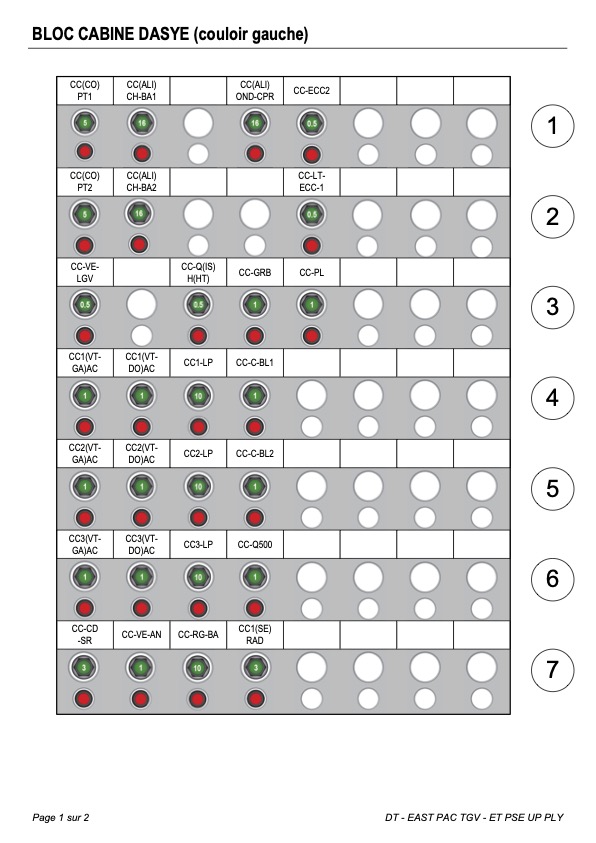 BLOC CABINE DASYE (couloir gauche)
CC(CO) PT1
CC(ALI) CH-BA1
CC(ALI) OND-CPR
CC-ECC2
5 16 16 0.5
1
CC(CO) PT2
CC(ALI) CH-BA2
CC-LT-ECC-1
5 16 0.5
2
CC-VE-LGV
CC-Q(IS) H(HT)
CC-GRB
CC-PL
0.5 0.5 1 1
3
CC1(VT-GA)AC
CC1(VT-DO)AC
CC1-LP
CC-C-BL1
1 1 10 1
4
CC2(VT-GA)AC
CC2(VT-DO)AC
CC2-LP
CC-C-BL2
1 1 10 1
5
CC3(VT-GA)AC
CC3(VT-DO)AC
CC3-LP
CC-Q500
1 1 10 1
6
CC-CD -SR
CC-VE-AN
CC-RG-BA
CC1(SE) RAD
3 1 10 3
7
Page 1 sur 2
DT - EAST PAC TGV - ET PSE UP PLY